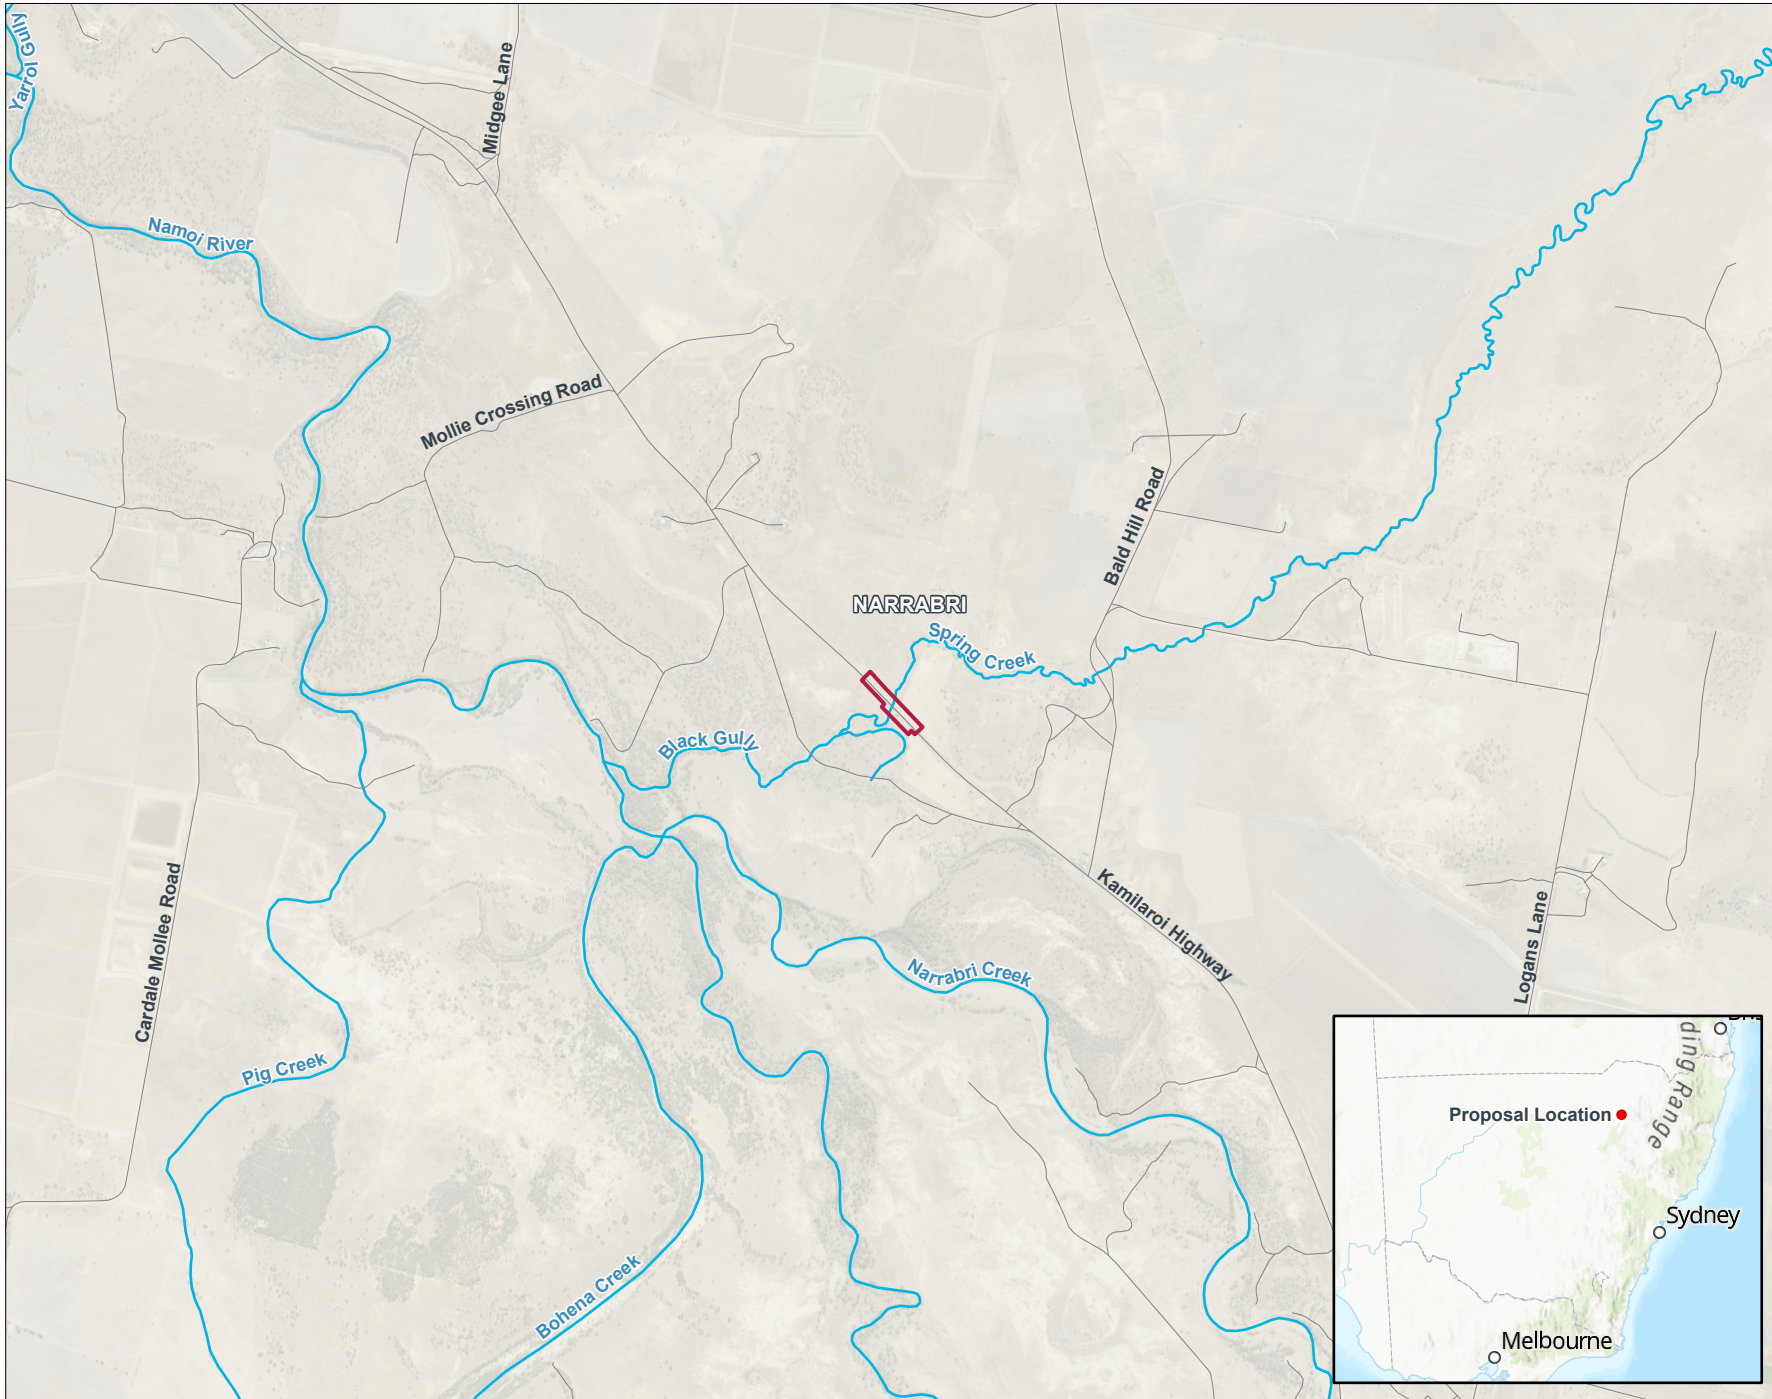 Yarrol Gully
Midgee Lane
Namoi River
Mollie Crossing Road
Bald Hill Road
NARRABRI
Spring Creek
Black Gully
Kamilaroi Highway
Cardale Mollee Road
Logans Lane
Narrabri Creek
Pig Creek
Bohena Creek
ding Range
Proposal Location
Sydney
Melbourne